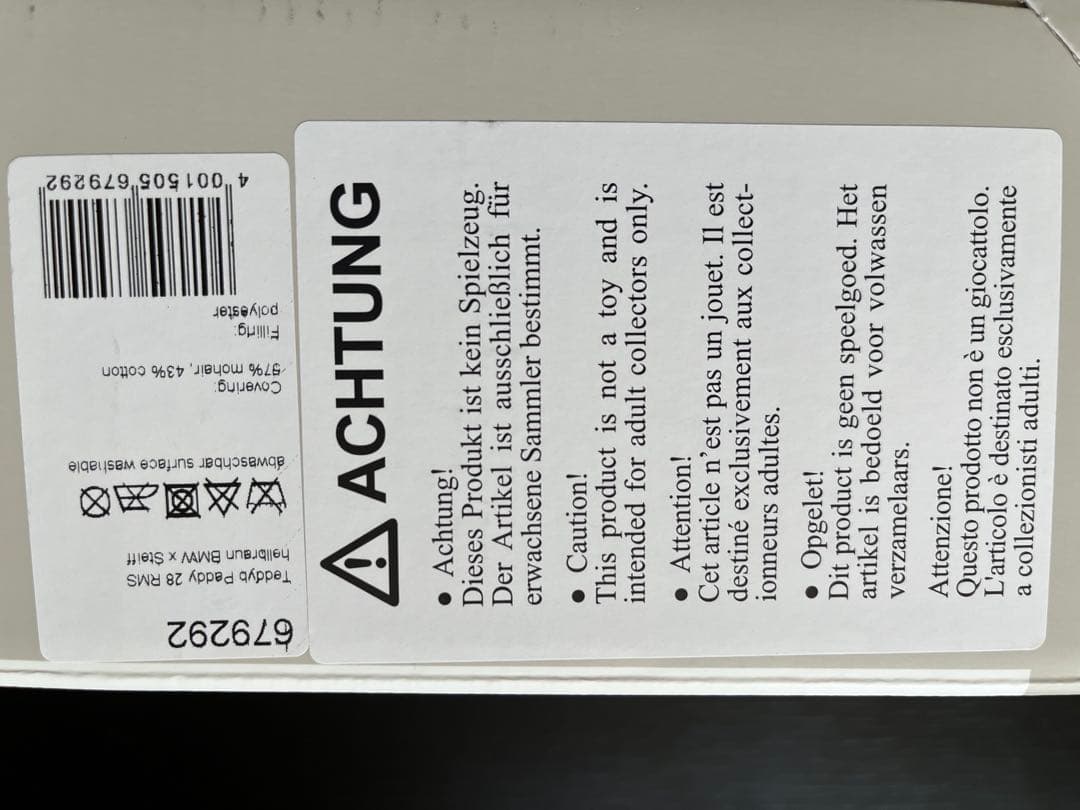 679292
Teddyb Paddy 28 RMS
hellbraun BMW x Steiff
abwaschbar surface washable
Covering:
57% mohair, 43% cotton
Filling:
polyester
4 001505 679292
ACHTUNG
• Achtung!
Dieses Produkt ist kein Spielzeug.
Der Artikel ist ausschließlich für
erwachsene Sammler bestimmt.
• Caution!
This product is not a toy and is
intended for adult collectors only.
• Attention!
Cet article n'est pas un jouet. Il est
destiné exclusivement aux collect-
ionneurs adultes.
• Opgelet!
Dit product is geen speelgoed. Het
artikel is bedoeld voor volwassen
verzamelaars.
Attenzione!
Questo prodotto non è un giocattolo.
L'articolo è destinato esclusivamente
a collezionisti adulti.